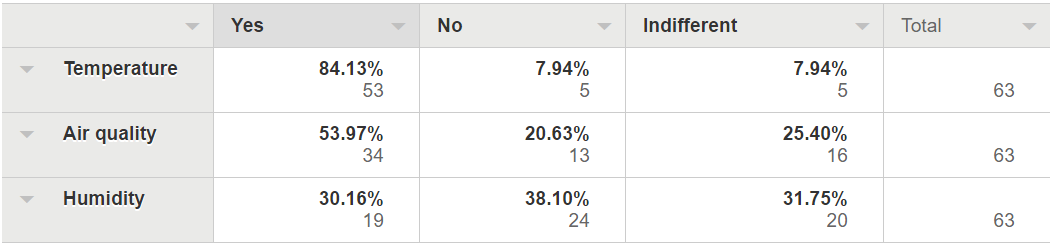 Yes No Indifferent Total
Temperature 84.13% 7.94% 7.94%
53 5 5 63
Air quality 53.97% 20.63% 25.40%
34 13 16 63
Humidity 30.16% 38.10% 31.75%
19 24 20 63